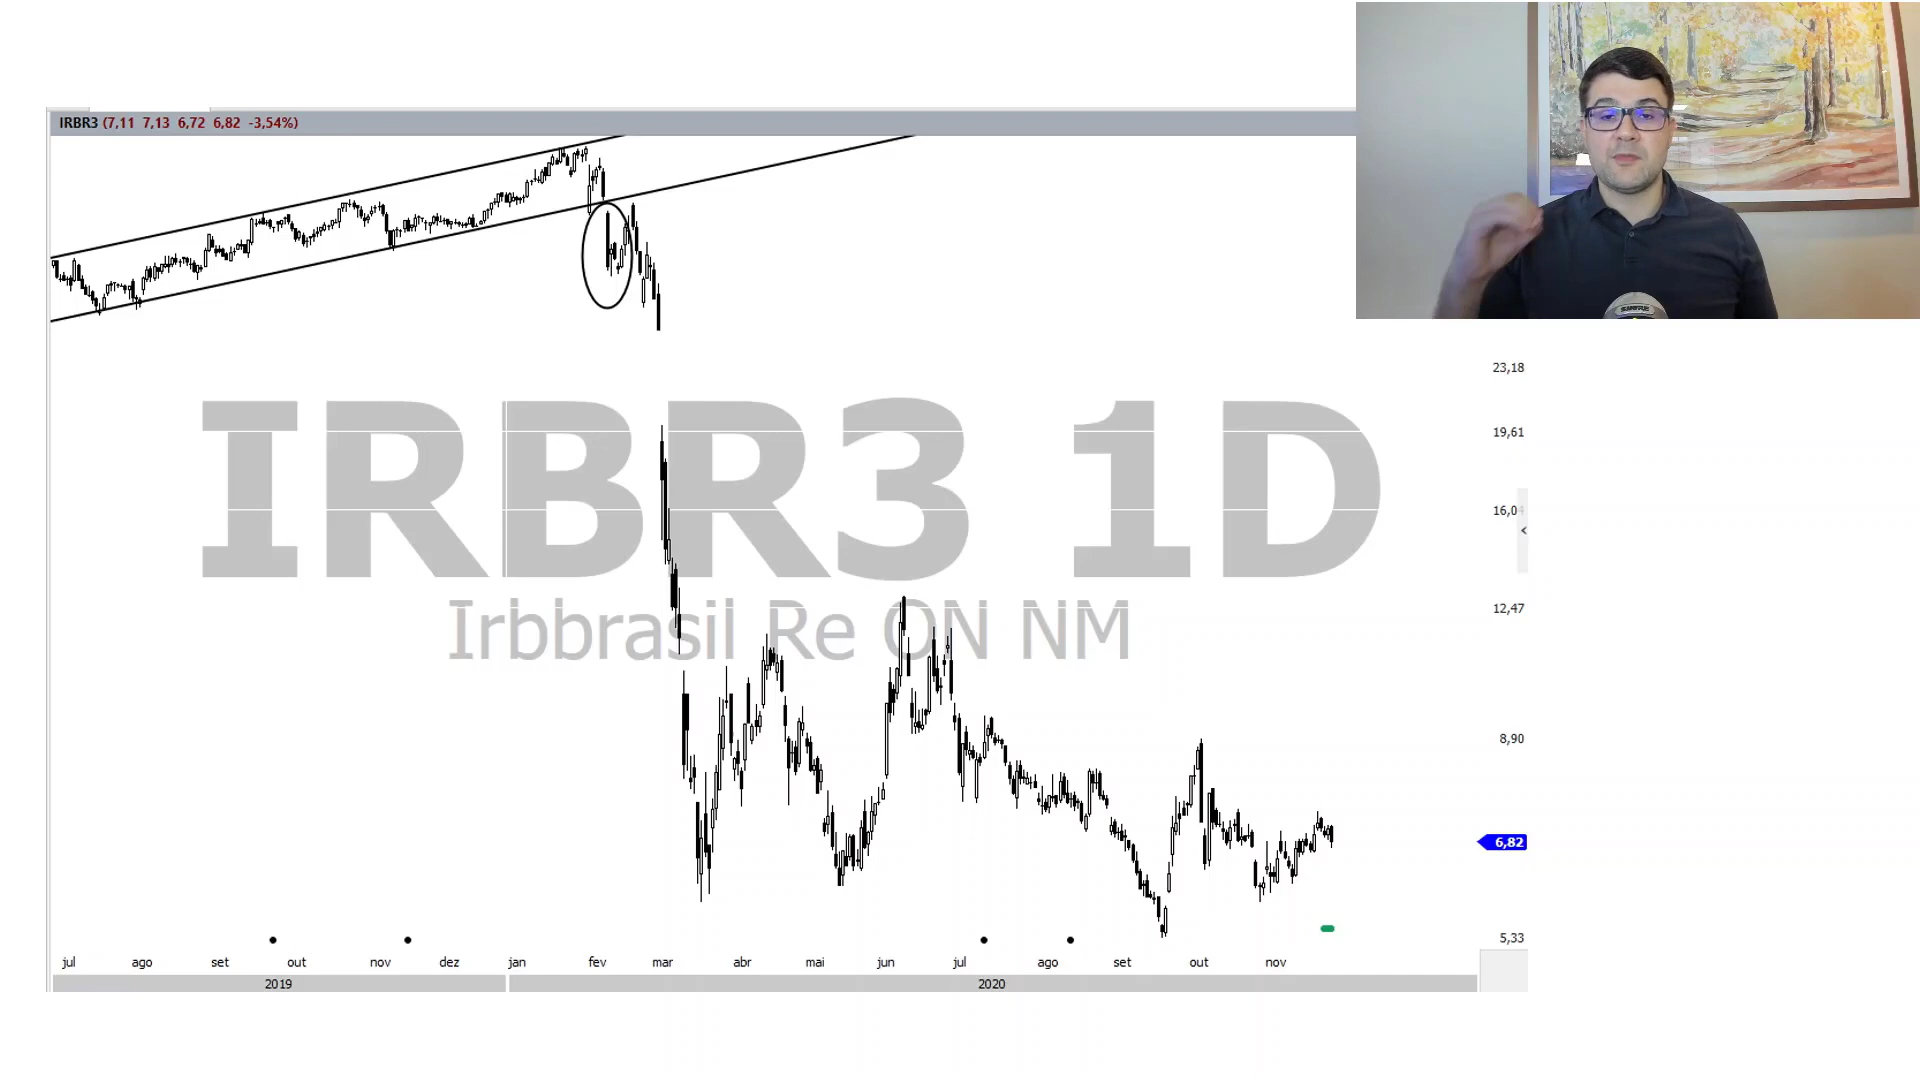 IRBR3 (7,11 7,13 6,72 6,82 -3,54%)
23,18
IRBR3 1D
19,61
16,04
Irbbrasil Re ON NM
12,47
8,90
6,82
5,33
jul ago set out nov dez jan fev mar abr mai jun jul ago set out nov
2019 2020